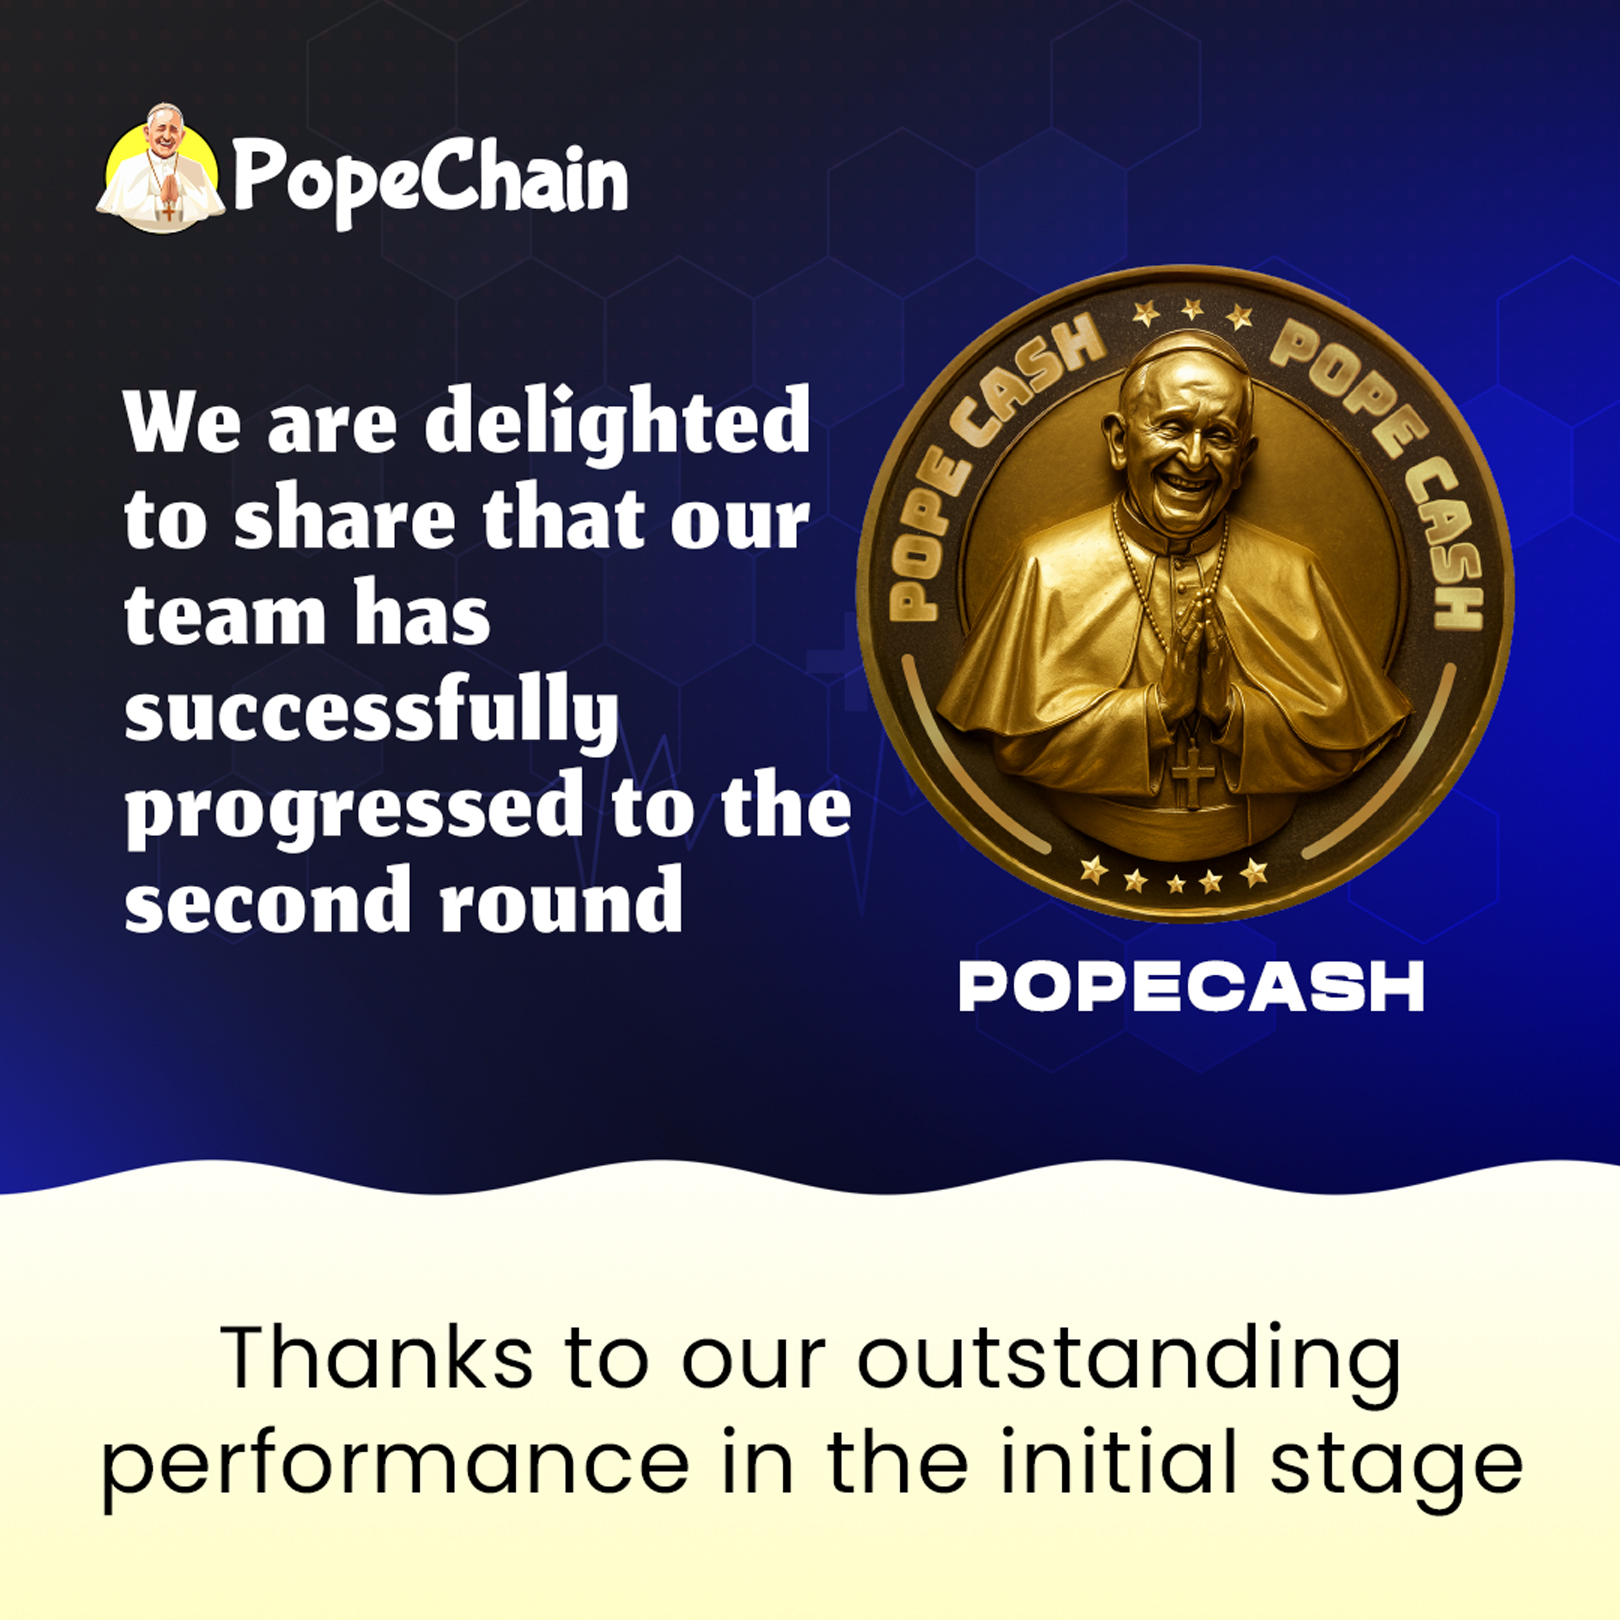 PopeChain
We are delighted
to share that our
team has
successfully
progressed to the
second round
POPE CASH
POPE CASH
POPECASH
Thanks to our outstanding
performance in the initial stage